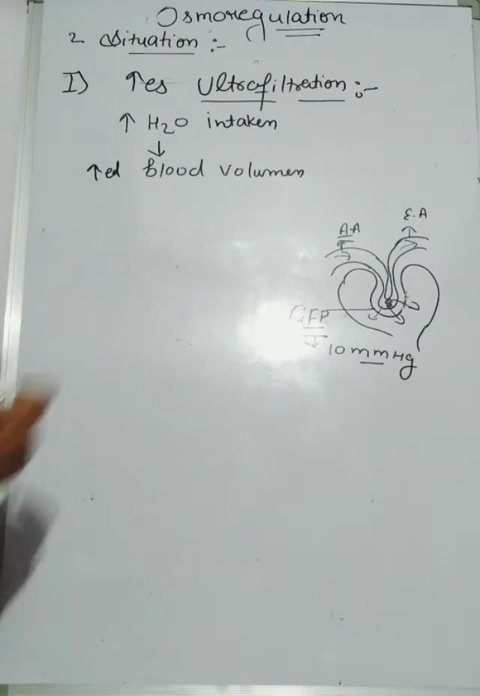 Osmoregulation
2 Situation :-
I) ↑es Ultrafiltration :-
↑ H2O intaken
↓
↑ed blood volumen
A.A
E.A
GFP
↓ 10 mmHg